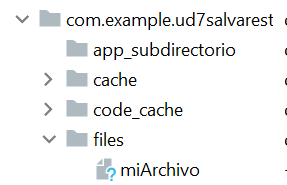 com.example.ud7salvarest
app_subdirectorio
cache
code_cache
files
miArchivo